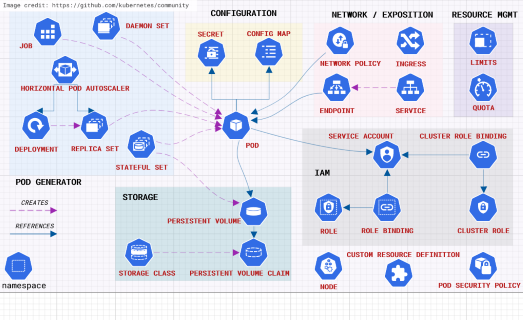 Image credit: https://github.com/kubernetes/community
DAEMON SET
CONFIGURATION
NETWORK / EXPOSITION
RESOURCE MGMT
JOB
SECRET
CONFIG MAP
NETWORK POLICY
INGRESS
LIMITS
HORIZONTAL POD AUTOSCALER
ENDPOINT
SERVICE
QUOTA
DEPLOYMENT
REPLICA SET
POD
SERVICE ACCOUNT
CLUSTER ROLE BINDING
STATEFUL SET
IAM
POD GENERATOR
CREATES
REFERENCES
STORAGE
PERSISTENT VOLUME
ROLE
ROLE BINDING
CLUSTER ROLE
STORAGE CLASS
PERSISTENT VOLUME CLAIM
CUSTOM RESOURCE DEFINITION
namespace
NODE
POD SECURITY POLICY